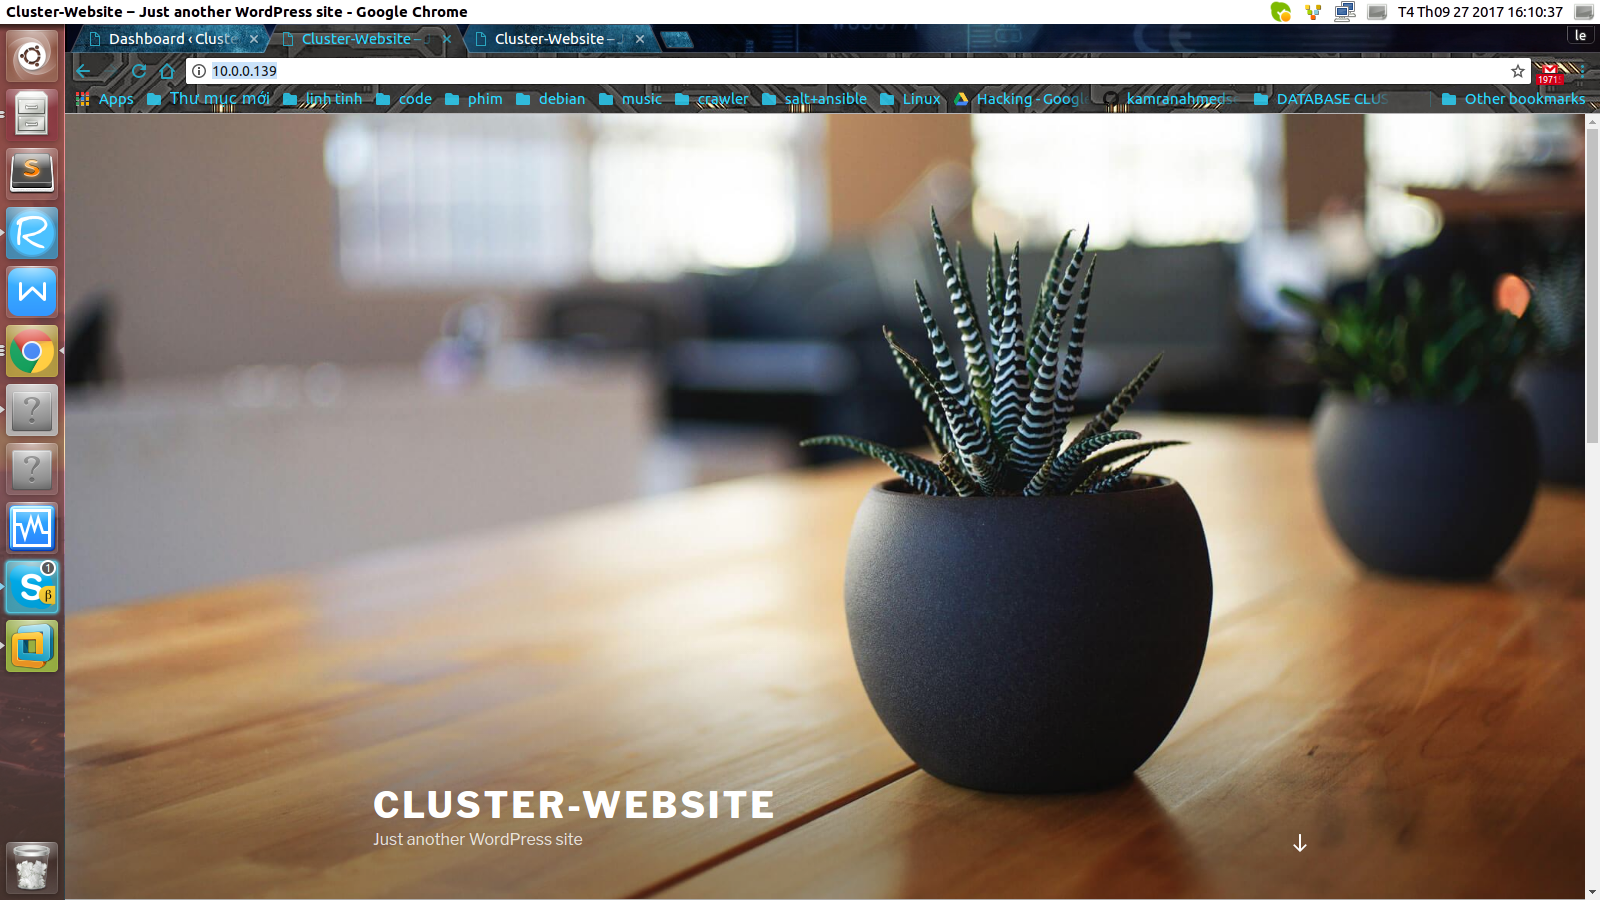 Cluster-Website – Just another WordPress site - Google Chrome
T4 Th09 27 2017 16:10:37
Dashboard ‹ Cluste
Cluster-Website – J
Cluster-Website – J
le
10.0.0.139
1971
Apps
Thư mục mới
linh tinh
code
phim
debian
music
crawler
salt+ansible
Linux
Hacking - Googl
kamranahmeds
DATABASE CLUS
Other bookmarks
CLUSTER-WEBSITE
Just another WordPress site